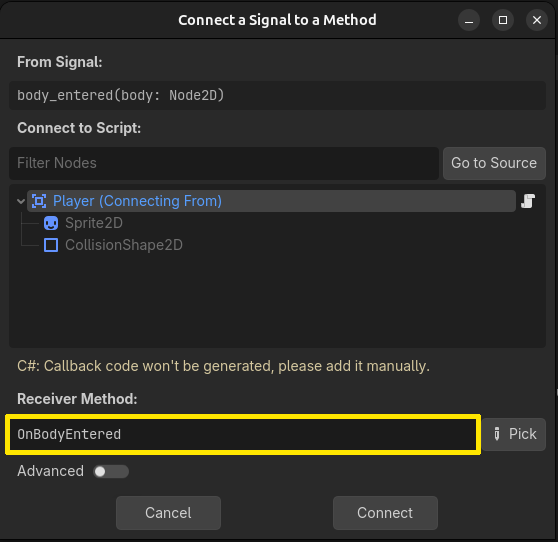 Connect a Signal to a Method
From Signal:
body_entered(body: Node2D)
Connect to Script:
Filter Nodes
Go to Source
Player (Connecting From)
Sprite2D
CollisionShape2D
C#: Callback code won't be generated, please add it manually.
Receiver Method:
OnBodyEntered
Pick
Advanced
Cancel
Connect